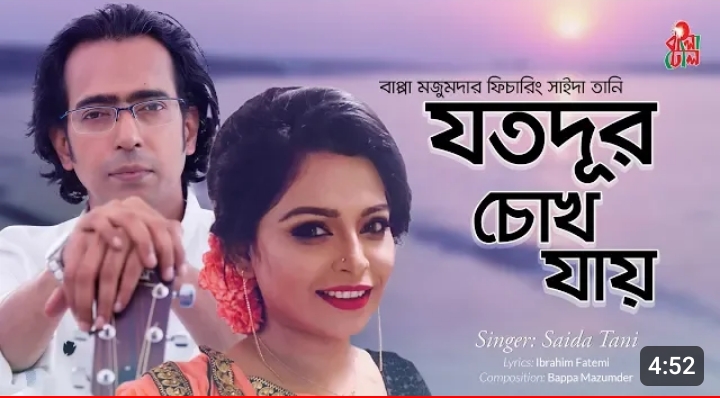 বাংলা
ঢোল
বাপ্পা মজুমদার ফিচারিং সাইদা তানি
যতদূর
চোখ
যায়
Singer: Saida Tani
Lyrics: Ibrahim Fatemi
Composition: Bappa Mazumder
4:52